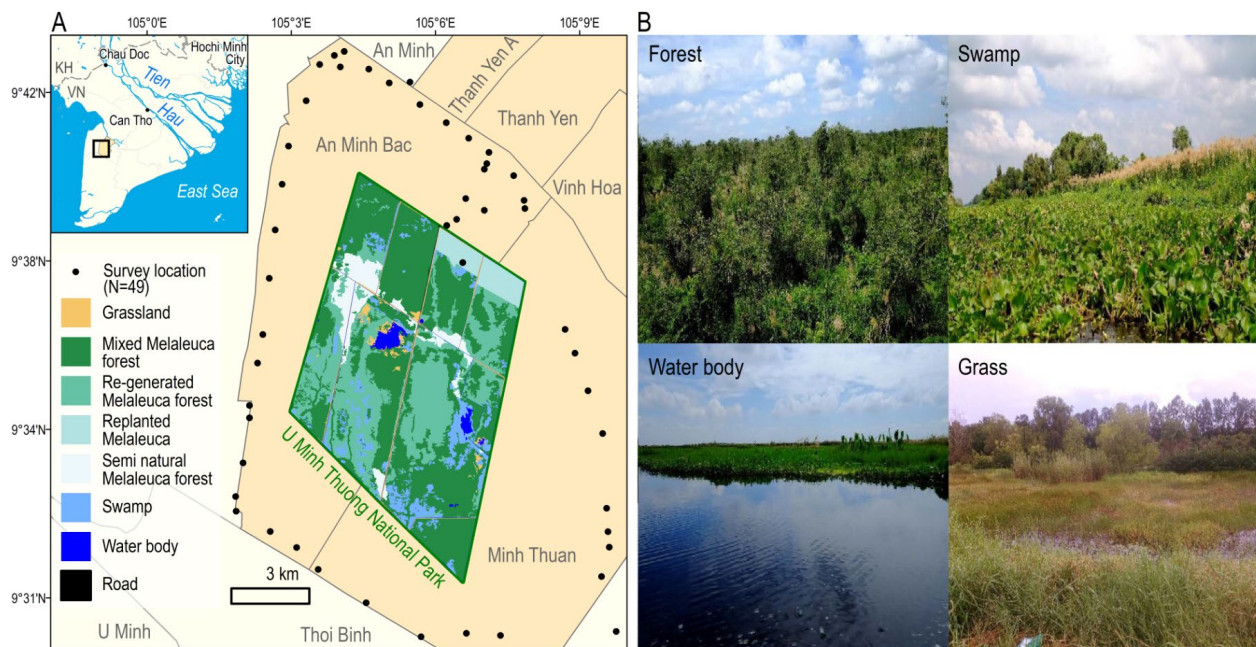 A
105°0'E
105°3'E
105°6'E
105°9'E
9°42'N
9°38'N
9°34'N
9°31'N
KH
VN
Chau Doc
Hochi Minh
City
Tien
Hau
Can Tho
East Sea
An Minh
Thanh Yen A
Thanh Yen
An Minh Bac
Vinh Hoa
Survey location
(N=49)
Grassland
Mixed Melaleuca
forest
Re-generated
Melaleuca forest
Replanted
Melaleuca
Semi natural
Melaleuca forest
Swamp
Water body
Road
U Minh Thuong National Park
3 km
Minh Thuan
U Minh
Thoi Binh
B
Forest
Swamp
Water body
Grass